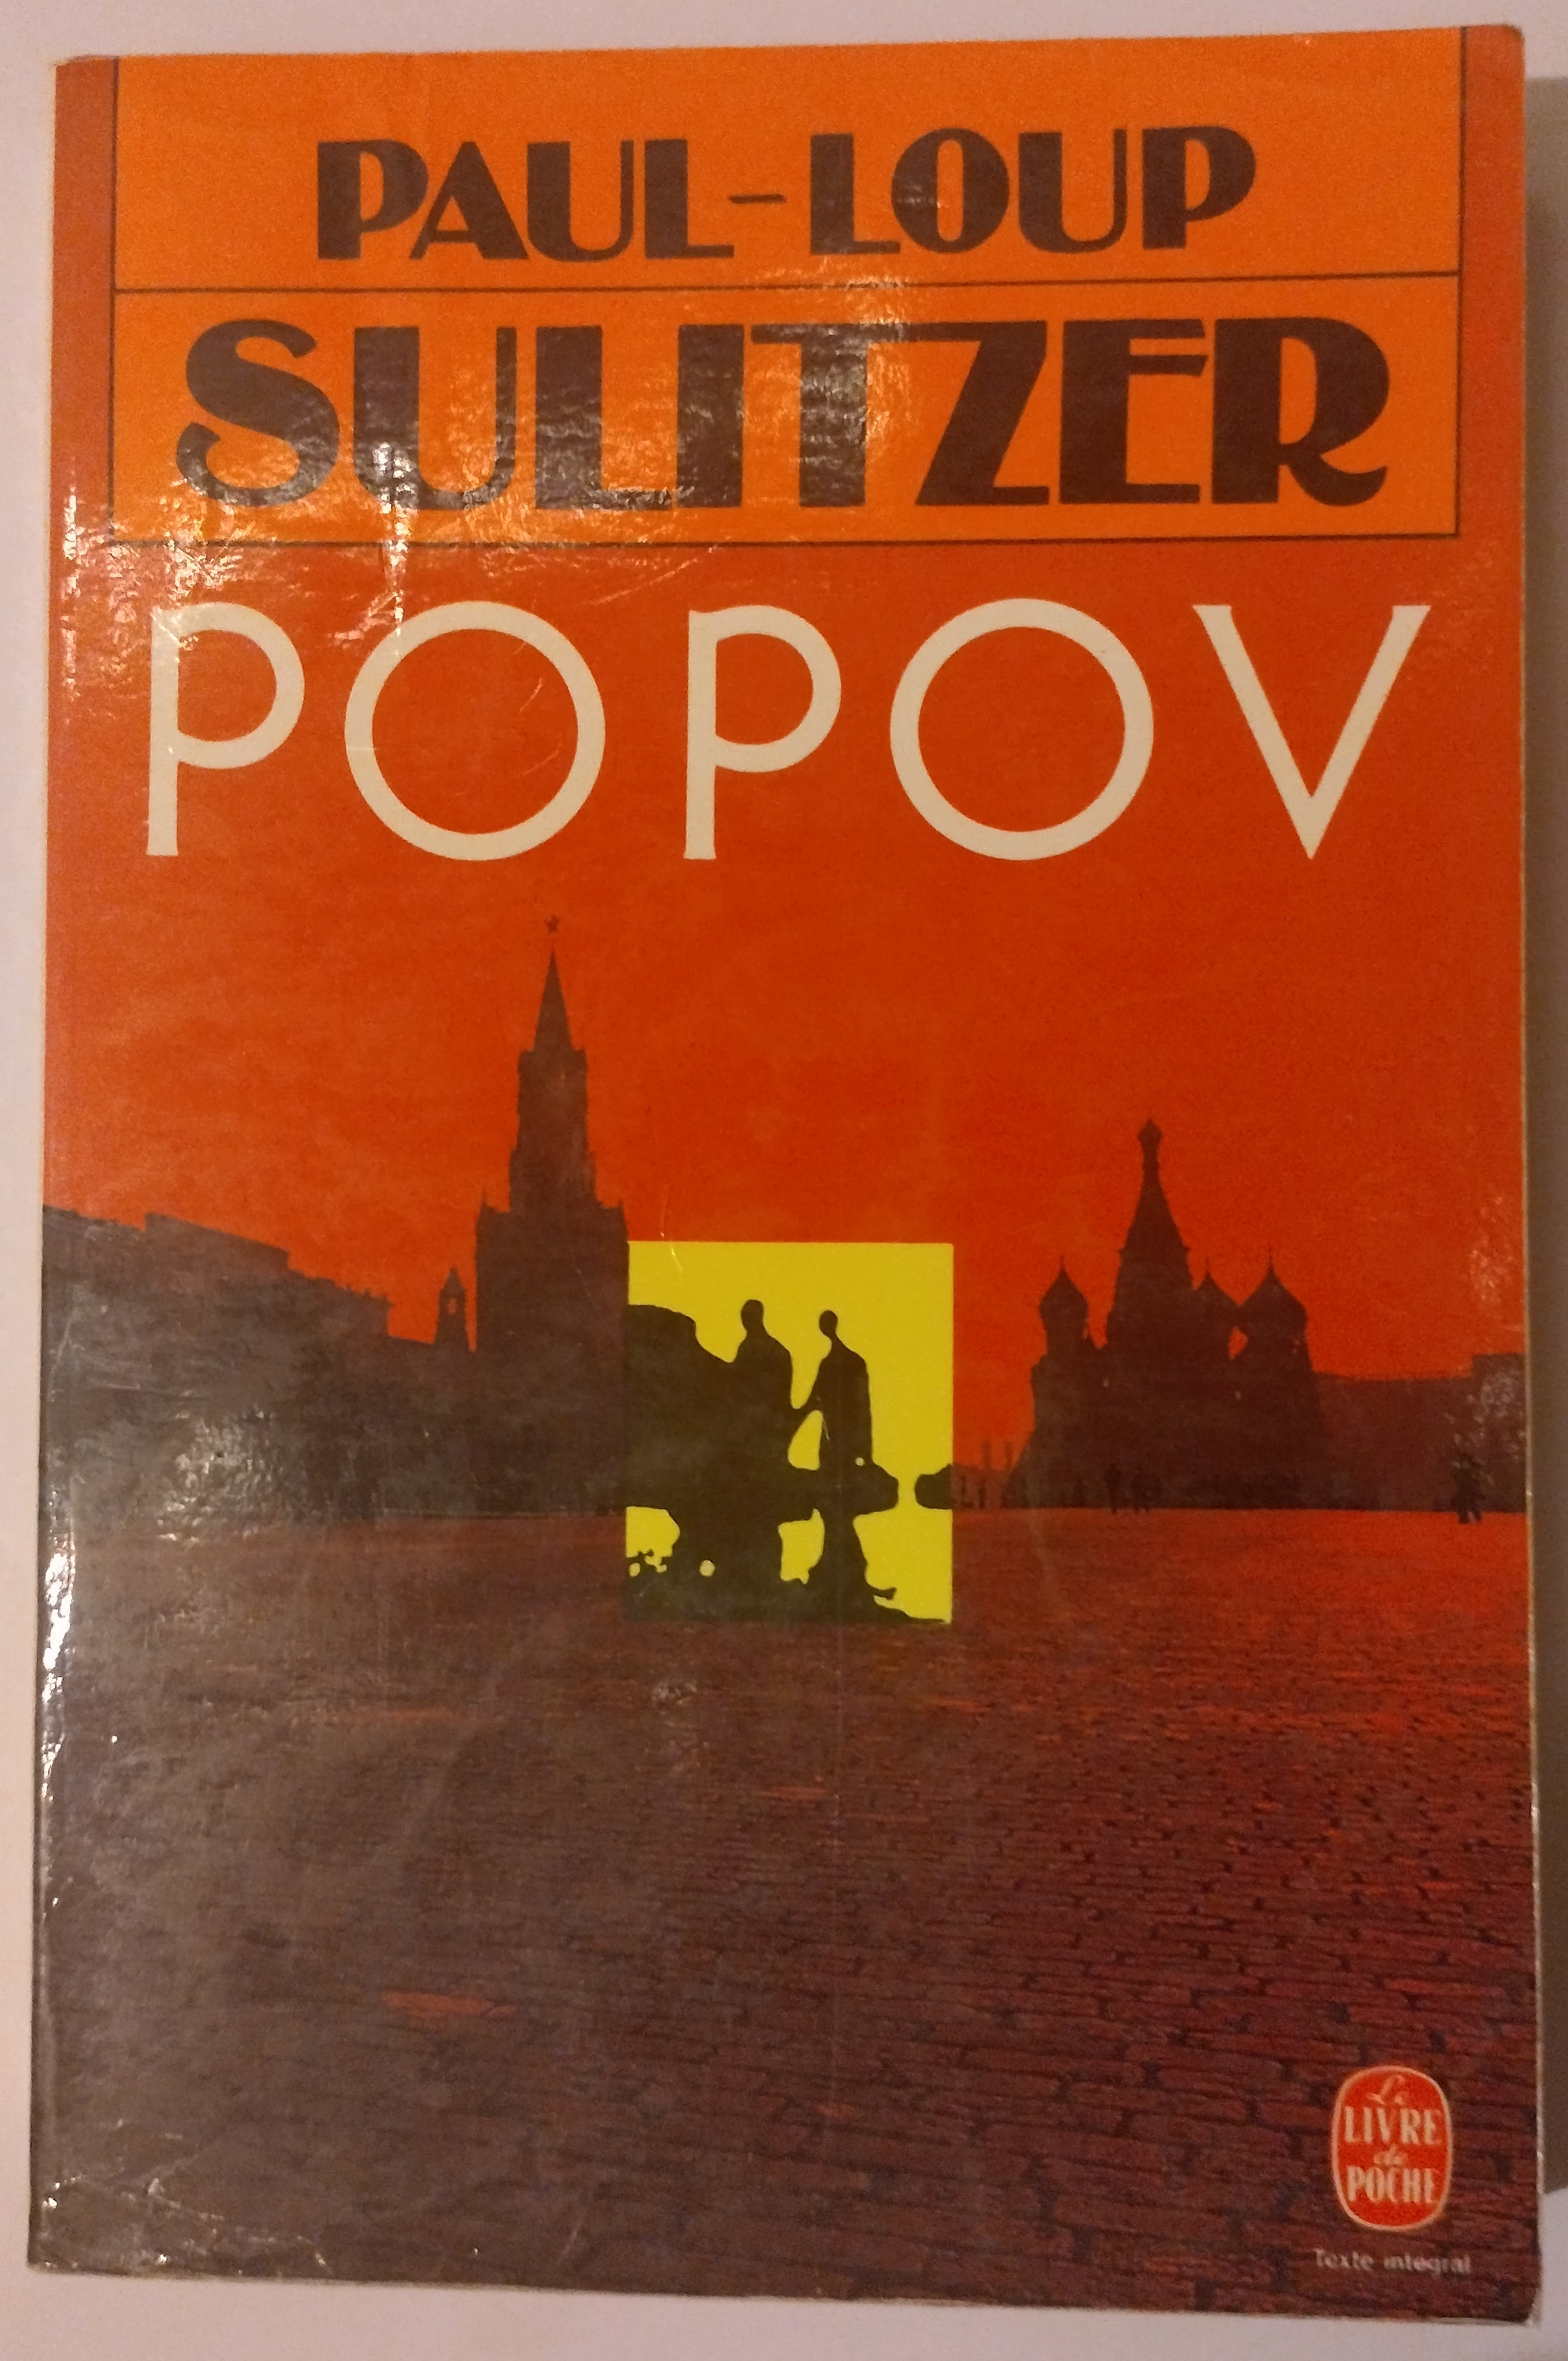 PAUL-LOUP
SULITZER
POPOV
Le
LIVRE
de
POCHE
Texte intégral